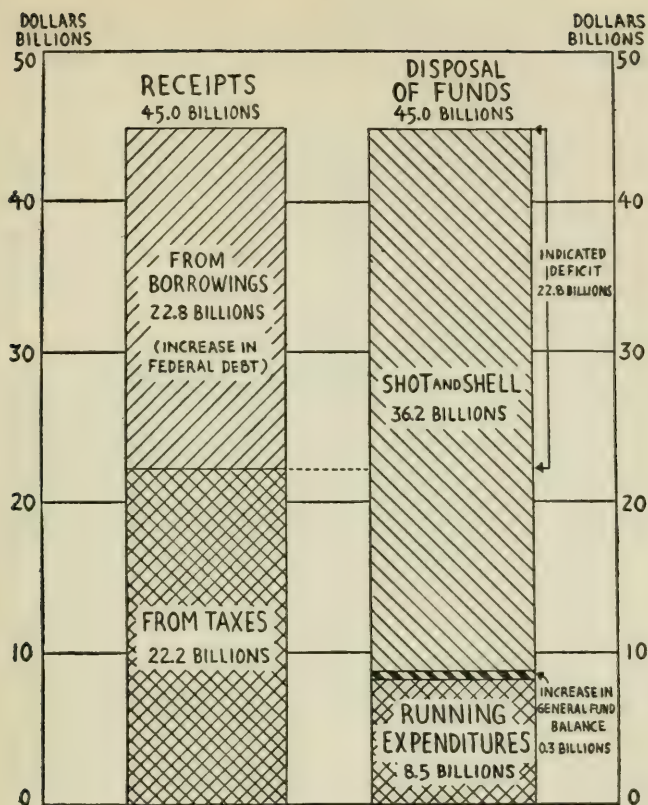 DOLLARS
BILLIONS
50
40
30
20
10
0
RECEIPTS
45.0 BILLIONS
FROM
BORROWINGS
22.8 BILLIONS
(INCREASE IN
FEDERAL DEBT)
FROM TAXES
22.2 BILLIONS
DISPOSAL
OF FUNDS
45.0 BILLIONS
SHOT AND SHELL
36.2 BILLIONS
RUNNING
EXPENDITURES
8.5 BILLIONS
INDICATED
DEFICIT
22.8 BILLIONS
INCREASE IN
GENERAL FUND
BALANCE
0.3 BILLIONS
DOLLARS
BILLIONS
50
40
30
20
10
0